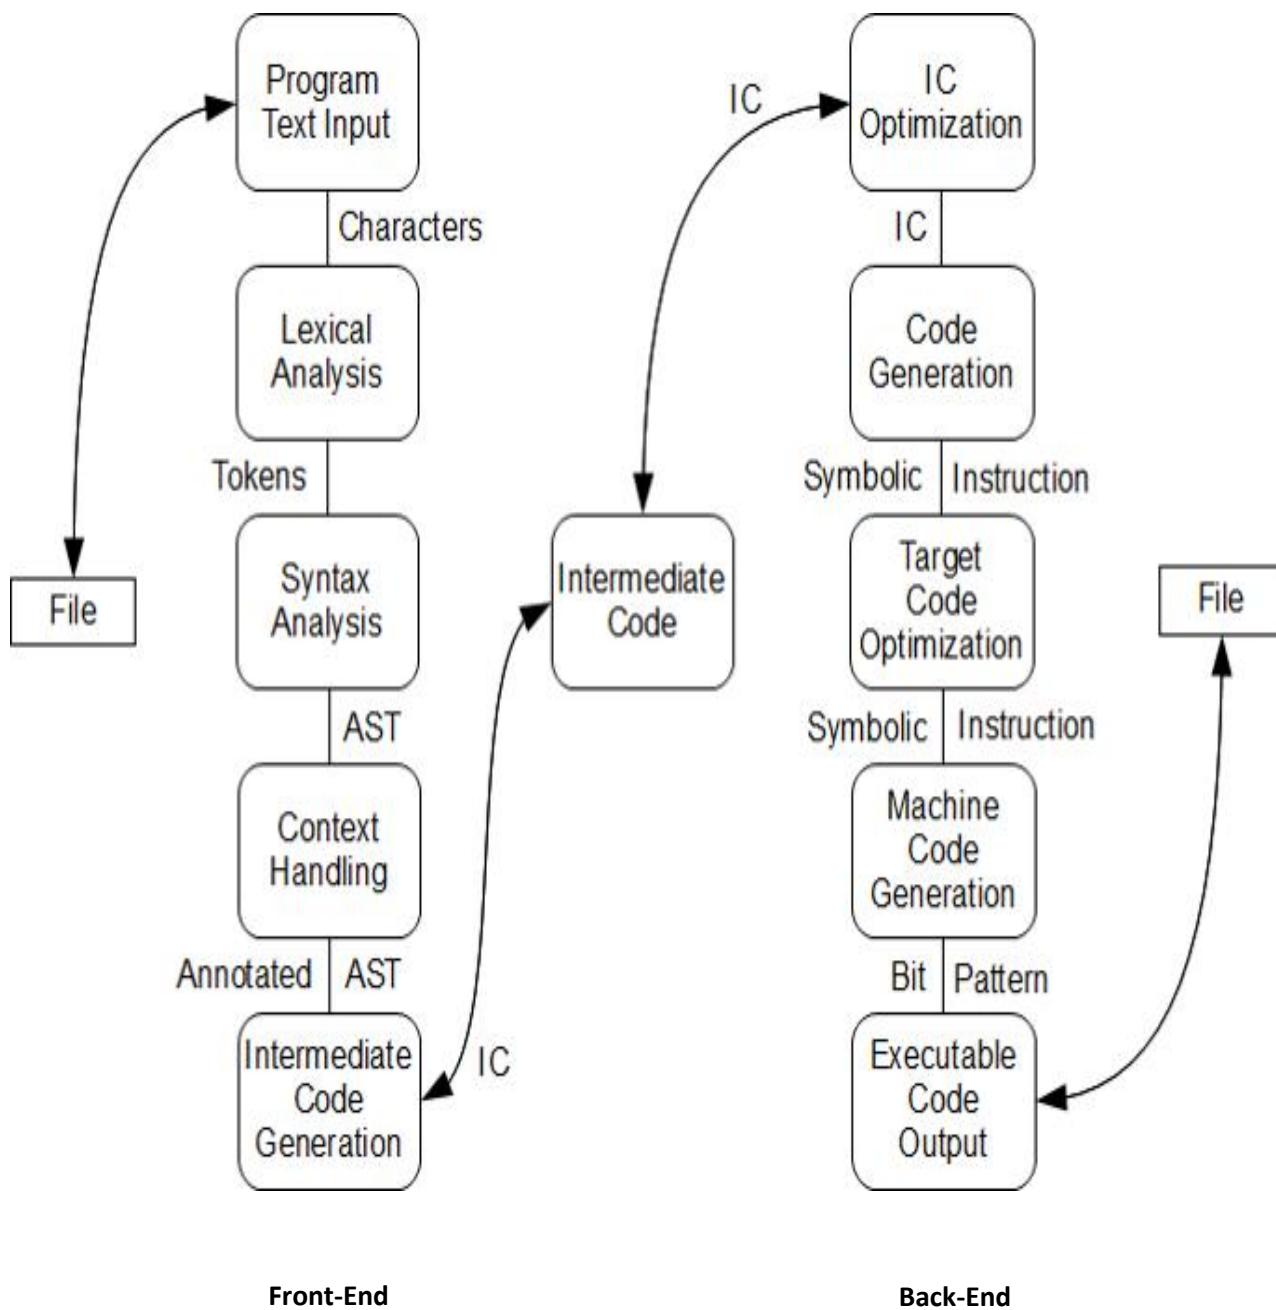 Program
Text Input
Characters
Lexical
Analysis
Tokens
Syntax
Analysis
AST
Context
Handling
Annotated AST
Intermediate
Code
Generation
File
IC
Intermediate
Code
IC
IC
Optimization
IC
Code
Generation
Symbolic Instruction
Target
Code
Optimization
Symbolic Instruction
Machine
Code
Generation
Bit Pattern
Executable
Code
Output
File
Front-End
Back-End